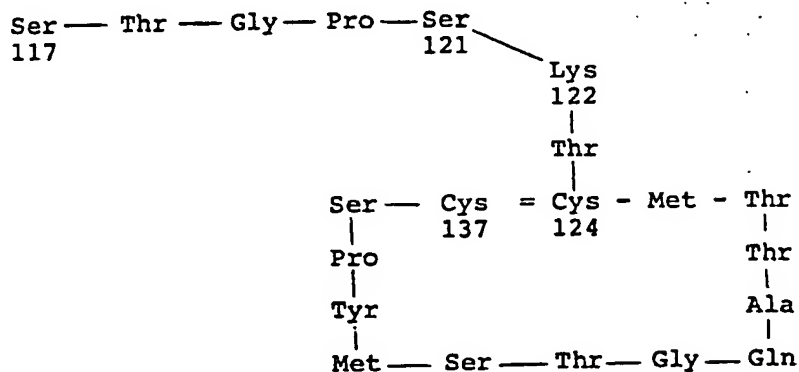 Ser — Thr — Gly — Pro — Ser
117 121
Lys
122
Thr
Ser — Cys = Cys - Met - Thr
137 124
Pro Thr
Tyr Ala
Met — Ser — Thr — Gly — Gln